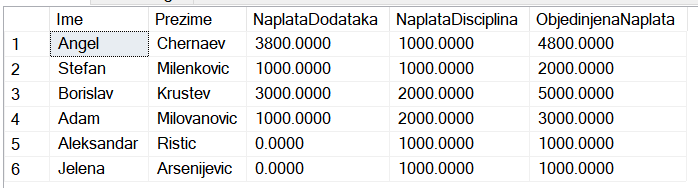 Ime Prezime NaplataDodataka NaplataDisciplina ObjedinjenaNaplata
1 Angel Chernaev 3800.0000 1000.0000 4800.0000
2 Stefan Milenkovic 1000.0000 1000.0000 2000.0000
3 Borislav Krustev 3000.0000 2000.0000 5000.0000
4 Adam Milovanovic 1000.0000 2000.0000 3000.0000
5 Aleksandar Ristic 0.0000 1000.0000 1000.0000
6 Jelena Arsenijevic 0.0000 1000.0000 1000.0000